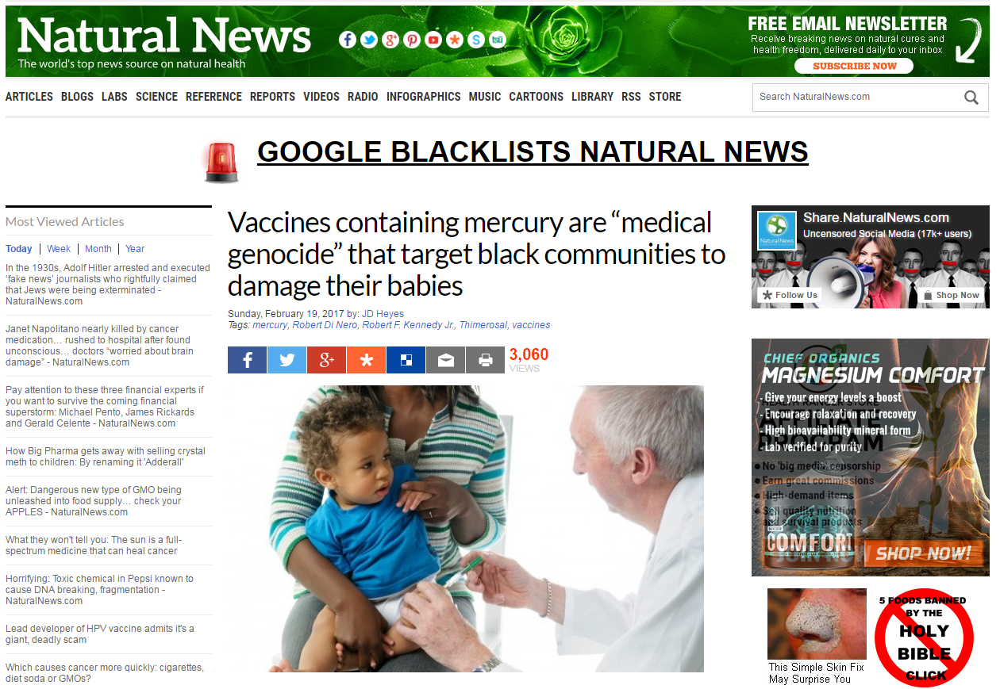 Natural News
The world's top news source on natural health
FREE EMAIL NEWSLETTER
Receive breaking news on natural cures and
health freedom, delivered daily to your inbox
SUBSCRIBE NOW
ARTICLES BLOGS LABS SCIENCE REFERENCE REPORTS VIDEOS RADIO INFOGRAPHICS MUSIC CARTOONS LIBRARY RSS STORE
Search NaturalNews.com
GOOGLE BLACKLISTS NATURAL NEWS
Most Viewed Articles
Today | Week | Month | Year
In the 1930s, Adolf Hitler arrested and executed
‘fake news’ journalists who rightfully claimed
that Jews were being exterminated -
NaturalNews.com
Janet Napolitano nearly killed by cancer
medication… rushed to hospital after found
unconscious… doctors “worried about brain
damage” - NaturalNews.com
Pay attention to these three financial experts if
you want to survive the coming financial
superstorm: Michael Pento, James Rickards
and Gerald Celente - NaturalNews.com
How Big Pharma gets away with selling crystal
meth to children: By renaming it 'Adderall'
Alert: Dangerous new type of GMO being
unleashed into food supply… check your
APPLES - NaturalNews.com
What they won't tell you: The sun is a full-
spectrum medicine that can heal cancer
Horrifying: Toxic chemical in Pepsi known to
cause DNA breaking, fragmentation -
NaturalNews.com
Lead developer of HPV vaccine admits it's a
giant, deadly scam
Which causes cancer more quickly: cigarettes,
diet soda or GMOs?
Vaccines containing mercury are “medical
genocide” that target black communities to
damage their babies
Sunday, February 19, 2017 by: JD Heyes
Tags: mercury, Robert Di Nero, Robert F. Kennedy Jr., Thimerosal, vaccines
3,060
VIEWS
Share.NaturalNews.com
Uncensored Social Media (17k+ users)
Natural News
Follow Us
Shop Now
CHIEF ORGANICS
MAGNESIUM COMFORT
- Give your energy levels a boost
HEALTH RANGER STORE
- Encourage relaxation and recovery
AFFILIATE
- High bioavailability mineral form
PROGRAM
- Lab verified for purity
No 'big media' censorship
Earn great commissions
High-demand items
Sell quality nutrition
and survival products
COMFORT
JOIN NOW
SHOP NOW!
This Simple Skin Fix
May Surprise You
5 FOODS BANNED
BY THE
HOLY
BIBLE
CLICK